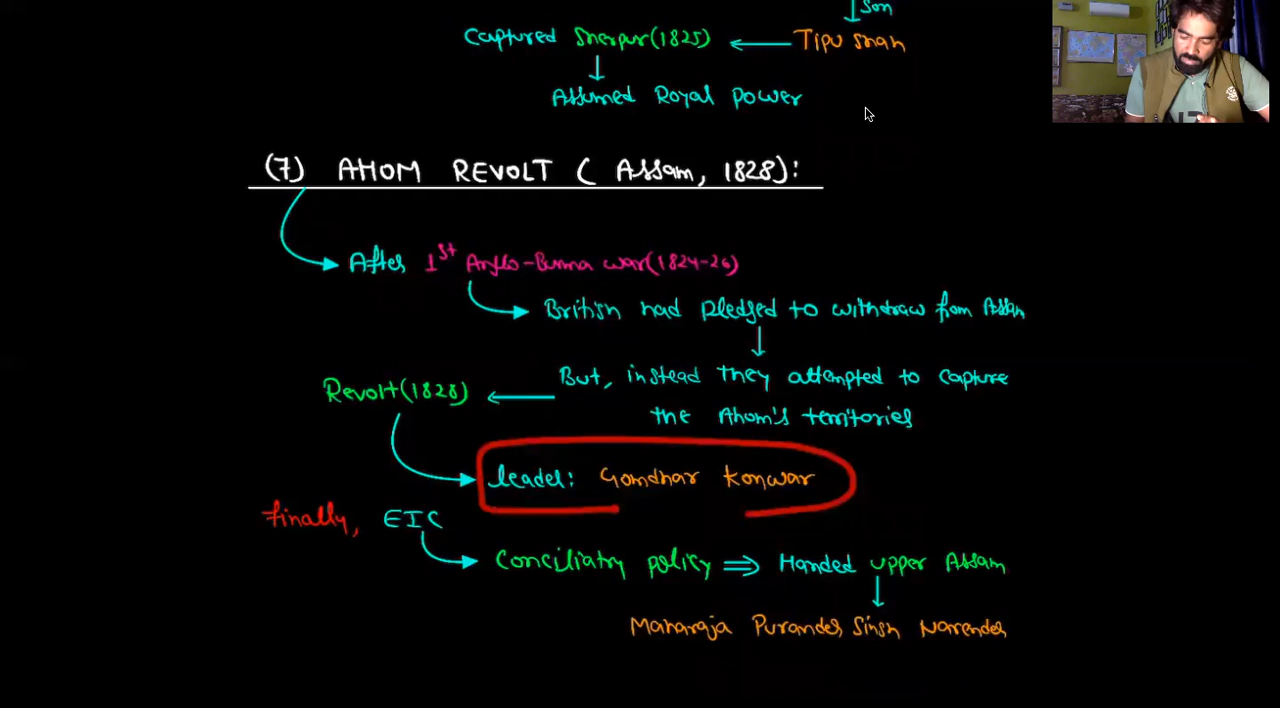 Son
Captured Sherpur(1825) Tipu Shah
Assumed Royal Power
(7) AHOM REVOLT ( Assam, 1828):
After 1st Anglo-Burma war(1824-26)
British had pledged to withdraw from Assam
But, instead they attempted to capture
Revolt(1828)
the Ahom's territories
leader: Gomdhar Konwar
finally, EIC
Conciliatry policy ⇒ Handed upper Assam
Maharaja Purander Singh Narender